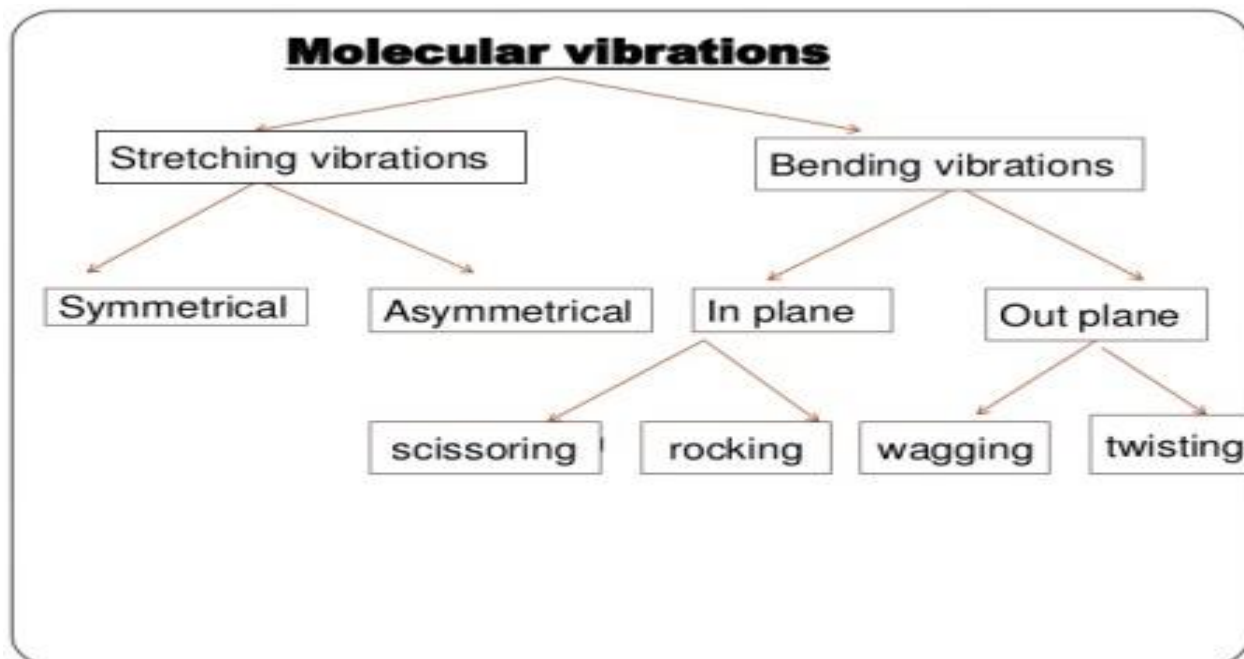 Molecular vibrations
Stretching vibrations
Bending vibrations
Symmetrical
Asymmetrical
In plane
Out plane
scissoring
rocking
wagging
twisting